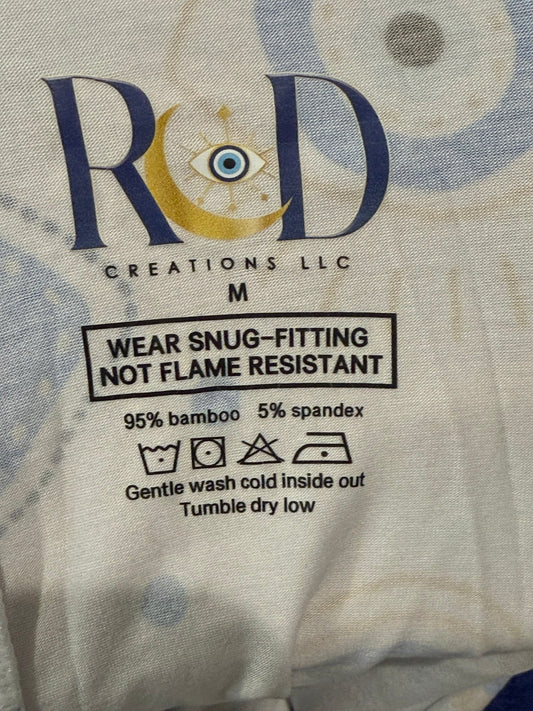 RD
CREATIONS LLC
M
WEAR SNUG-FITTING
NOT FLAME RESISTANT
95% bamboo 5% spandex
Gentle wash cold inside out
Tumble dry low